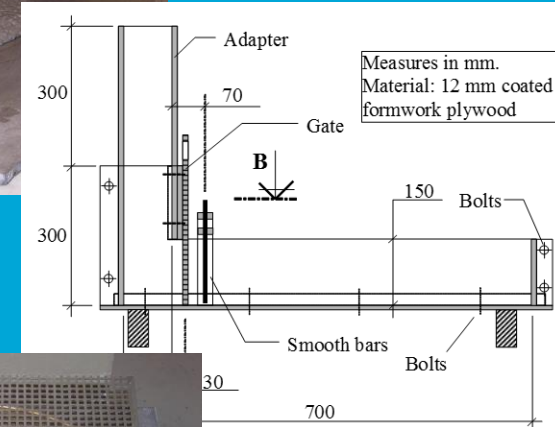 Adapter
Measures in mm.
Material: 12 mm coated
formwork plywood
300
70
Gate
B
150
Bolts
300
Smooth bars
Bolts
30
700